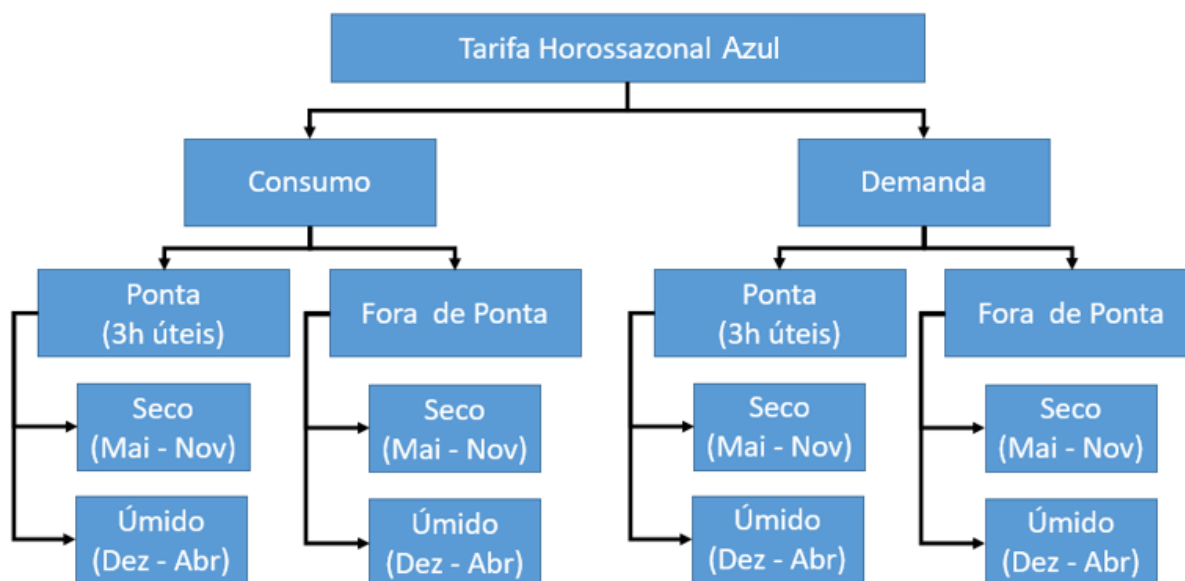 Tarifa Horossazonal Azul
Consumo
Demanda
Ponta
(3h úteis)
Fora de Ponta
Ponta
(3h úteis)
Fora de Ponta
Seco
(Mai - Nov)
Seco
(Mai - Nov)
Seco
(Mai - Nov)
Seco
(Mai - Nov)
Úmido
(Dez - Abr)
Úmido
(Dez - Abr)
Úmido
(Dez - Abr)
Úmido
(Dez - Abr)